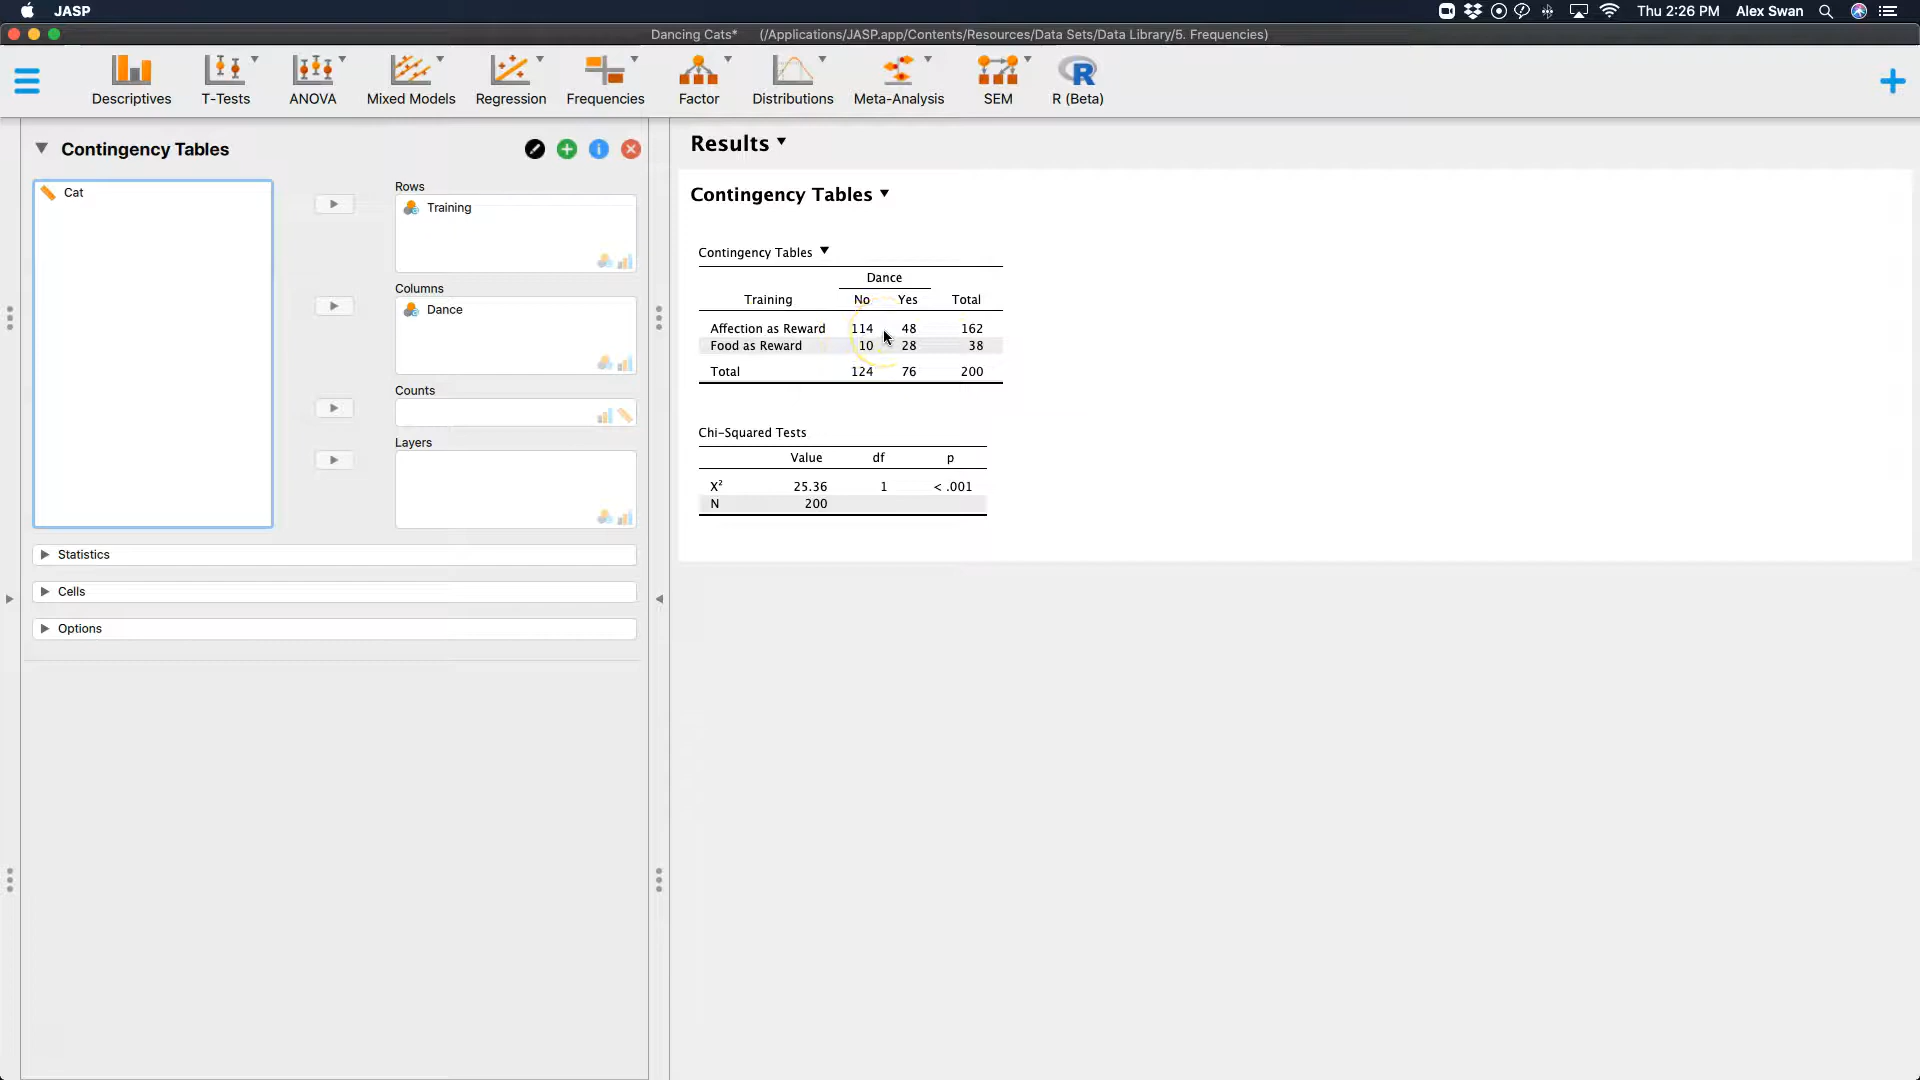 JASP
Thu 2:26 PM Alex Swan
Dancing Cats* (/Applications/JASP.app/Contents/Resources/Data Sets/Data Library/5. Frequencies)
Descriptives T-Tests ANOVA Mixed Models Regression Frequencies Factor Distributions Meta-Analysis SEM R (Beta)
Contingency Tables
Cat
Rows
Training
Columns
Dance
Counts
Layers
Statistics
Cells
Options
Results
Contingency Tables
Contingency Tables
Dance
Training No Yes Total
Affection as Reward 114 48 162
Food as Reward 10 28 38
Total 124 76 200
Chi-Squared Tests
Value df p
X² 25.36 1 < .001
N 200